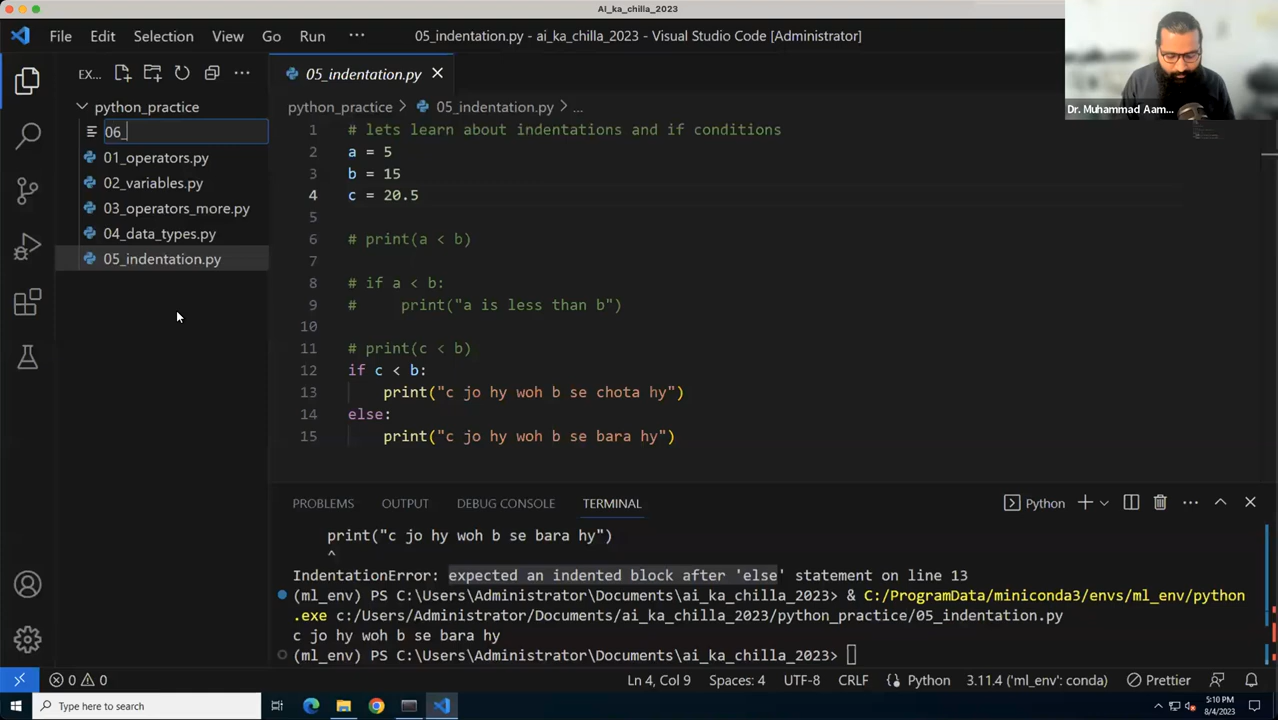 AI_ka_chilla_2023
File Edit Selection View Go Run ··· 05_indentation.py - ai_ka_chilla_2023 - Visual Studio Code [Administrator]
EX... ···
05_indentation.py
python_practice
06_
01_operators.py
02_variables.py
03_operators_more.py
04_data_types.py
05_indentation.py
python_practice > 05_indentation.py > ...
1 # lets learn about indentations and if conditions
2 a = 5
3 b = 15
4 c = 20.5
5
6 # print(a < b)
7
8 # if a < b:
9 #     print("a is less than b")
10
11 # print(c < b)
12 if c < b:
13     print("c jo hy woh b se chota hy")
14 else:
15     print("c jo hy woh b se bara hy")
Dr. Muhammad Aam...
PROBLEMS OUTPUT DEBUG CONSOLE TERMINAL
Python
print("c jo hy woh b se bara hy")
^
IndentationError: expected an indented block after 'else' statement on line 13
(ml_env) PS C:\Users\Administrator\Documents\ai_ka_chilla_2023> & C:/ProgramData/miniconda3/envs/ml_env/python
.exe c:/Users/Administrator/Documents/ai_ka_chilla_2023/python_practice/05_indentation.py
c jo hy woh b se bara hy
(ml_env) PS C:\Users\Administrator\Documents\ai_ka_chilla_2023>
0 0 Ln 4, Col 9 Spaces: 4 UTF-8 CRLF Python 3.11.4 ('ml_env': conda) Prettier
Type here to search
5:10 PM
8/4/2023